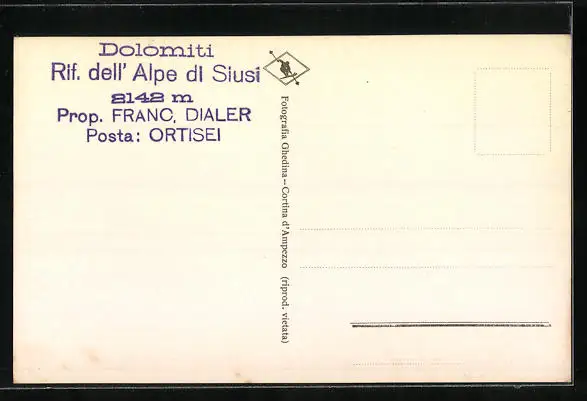 Dolomiti
Rif. dell' Alpe di Siusi
2142 m
Prop. FRANC. DIALER
Posta: ORTISEI
Fotografia Ghedina - Cortina d'Ampezzo (riprod. vietata)